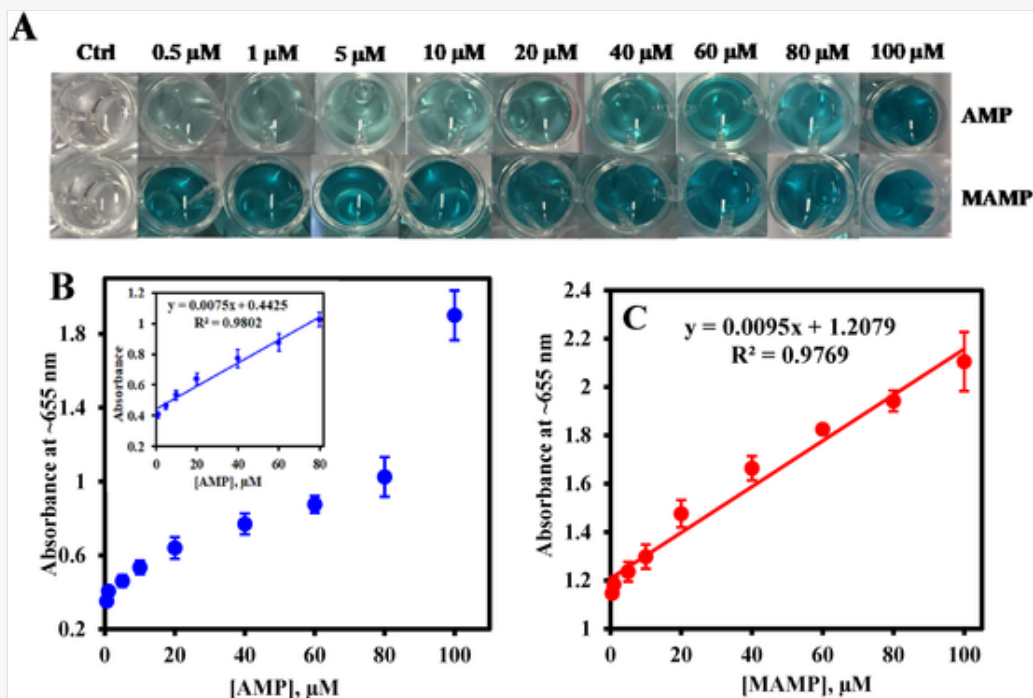 A
Ctrl 0.5 µM 1 µM 5 µM 10 µM 20 µM 40 µM 60 µM 80 µM 100 µM
AMP
MAMP
B
y = 0.0075x + 0.4425
R² = 0.9802
1.2
1
0.8
0.6
0.4
0.2
0 20 40 60 80
Absorbance
[AMP], µM
1.8
1.4
1
0.6
0.2
0 20 40 60 80 100
Absorbance at ~655 nm
[AMP], µM
C
y = 0.0095x + 1.2079
R² = 0.9769
2.4
2.2
2
1.8
1.6
1.4
1.2
1
0 20 40 60 80 100
Absorbance at ~655 nm
[MAMP], µM